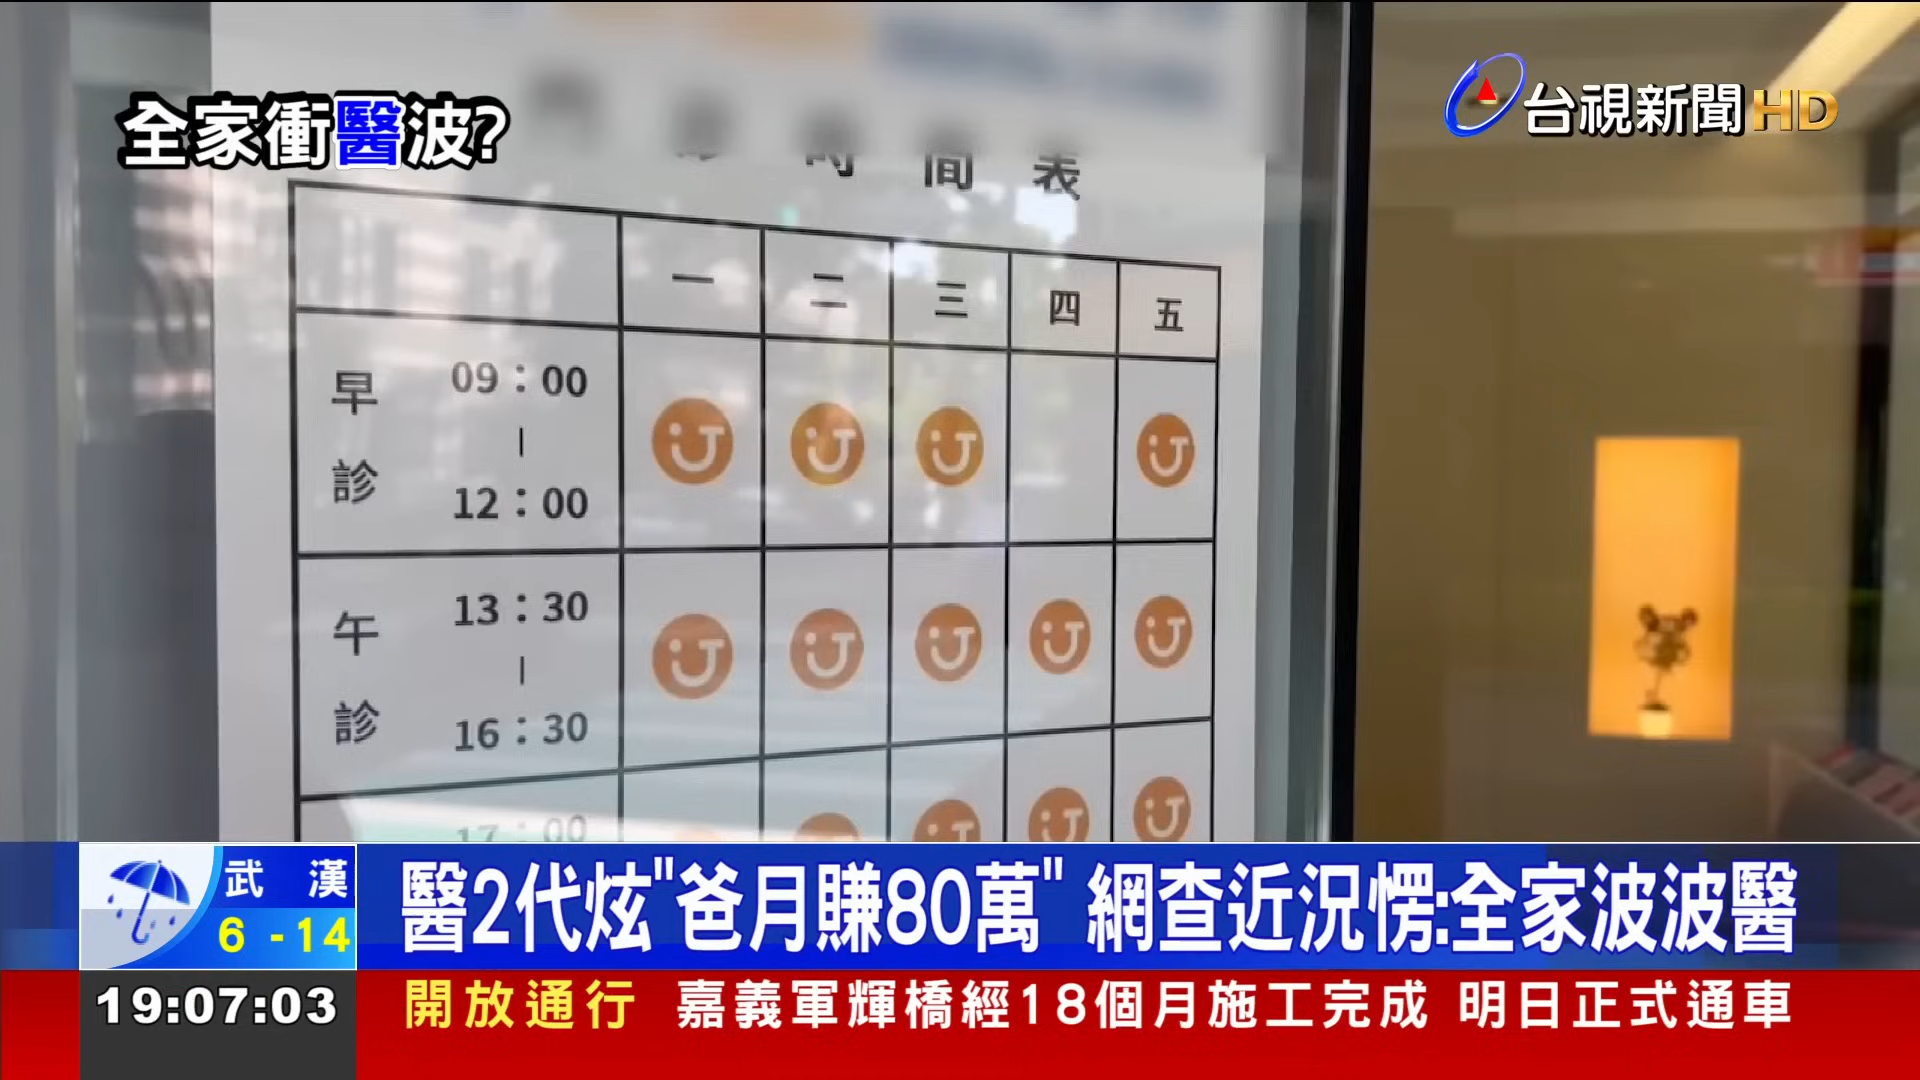 全家衝醫波?
台視新聞HD
時間表
一 二 三 四 五
早診 09:00 - 12:00
午診 13:30 - 16:30
17:00
武漢
6 - 14
醫2代炫"爸月賺80萬" 網查近況愣:全家波波醫
19:07:03
開放通行 嘉義軍輝橋經18個月施工完成 明日正式通車